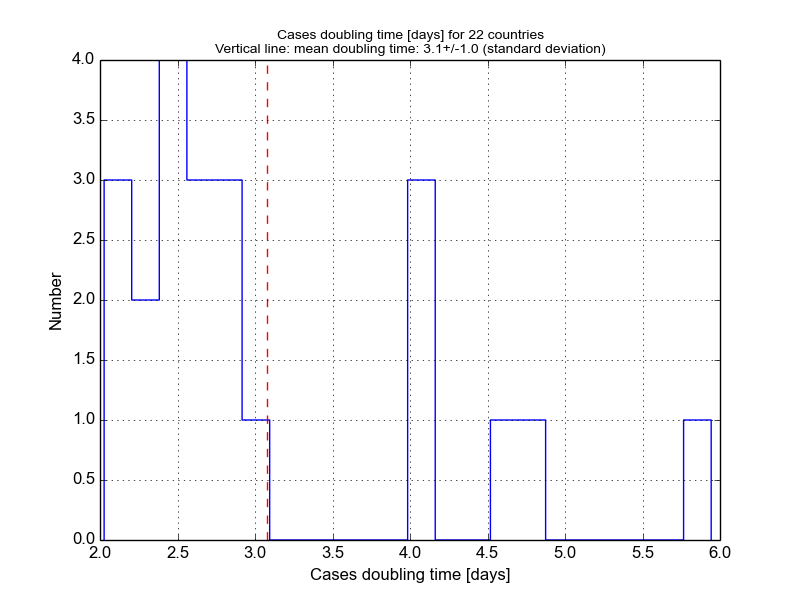 Cases doubling time [days] for 22 countries
Vertical line: mean doubling time: 3.1+/-1.0 (standard deviation)
4.0
3.5
3.0
2.5
2.0
1.5
1.0
0.5
0.0
Number
2.0 2.5 3.0 3.5 4.0 4.5 5.0 5.5 6.0
Cases doubling time [days]